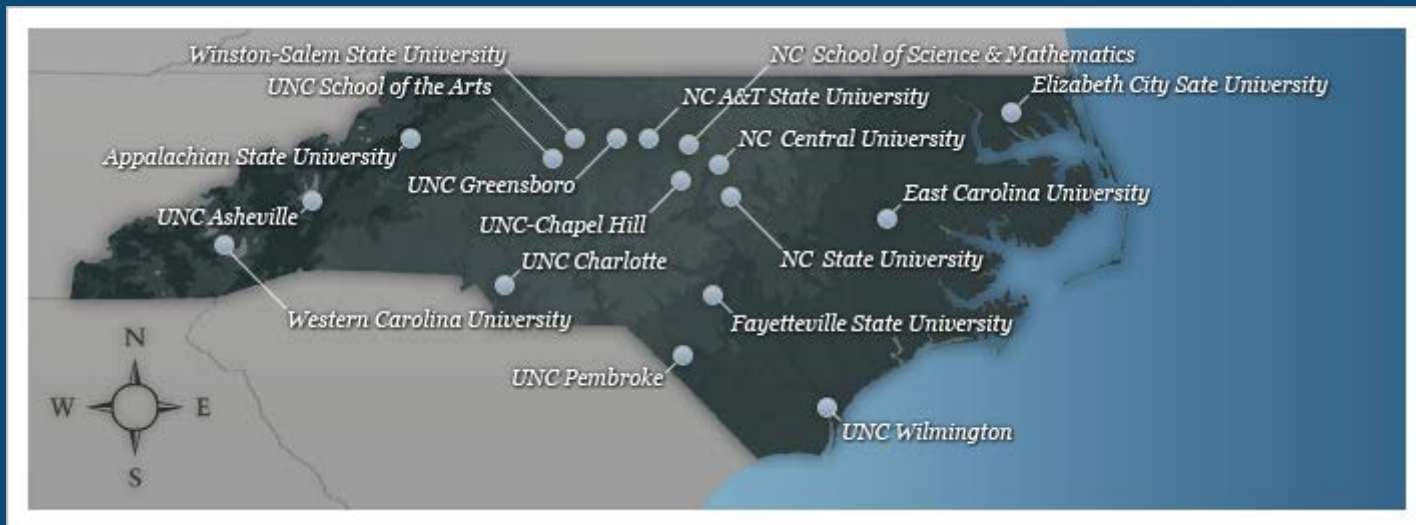 Winston-Salem State University
NC School of Science & Mathematics
UNC School of the Arts
NC A&T State University
Elizabeth City Sate University
Appalachian State University
NC Central University
UNC Greensboro
East Carolina University
UNC Asheville
UNC-Chapel Hill
UNC Charlotte
NC State University
Western Carolina University
Fayetteville State University
N
UNC Pembroke
W E
UNC Wilmington
S